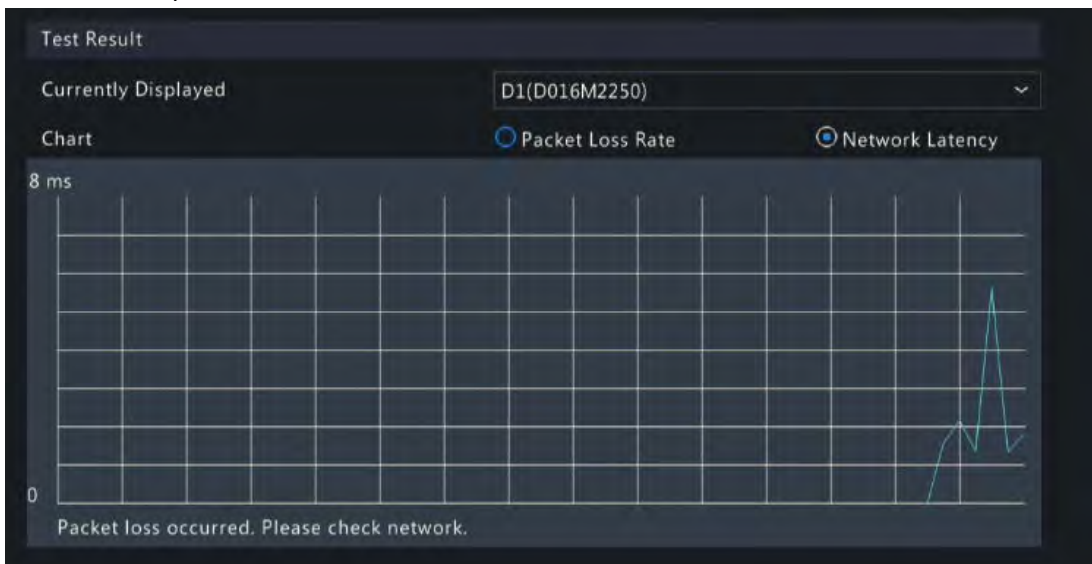 Test Result
Currently Displayed D1(D016M2250)
Chart Packet Loss Rate Network Latency
8 ms
0
Packet loss occurred. Please check network.